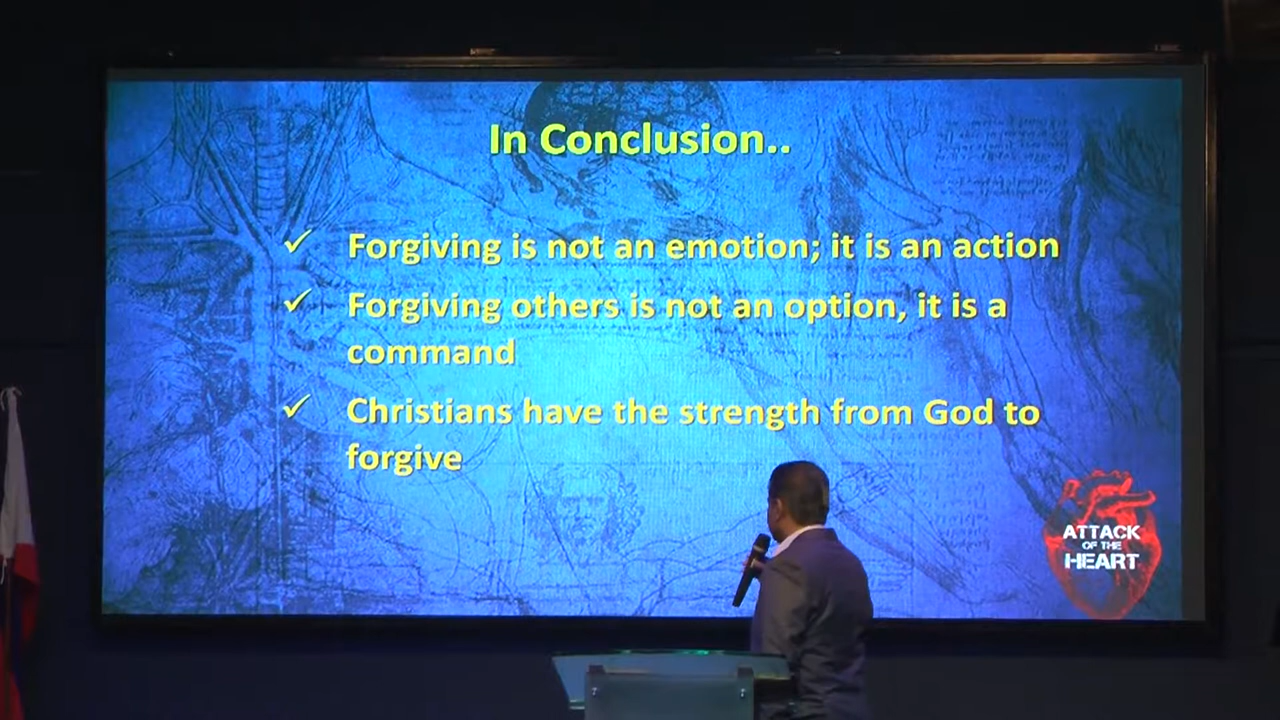 In Conclusion..
✓ Forgiving is not an emotion; it is an action
✓ Forgiving others is not an option, it is a
command
✓ Christians have the strength from God to
forgive
ATTACK
OF THE
HEART